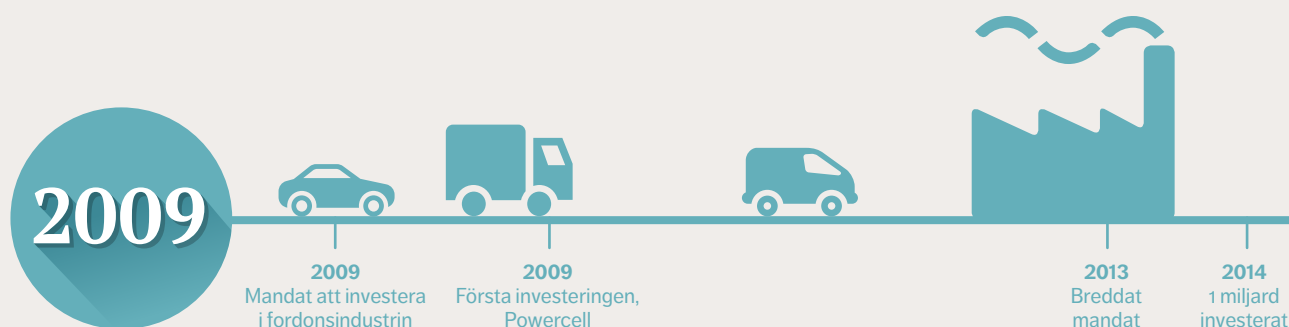 2009
2009
Mandat att investera
i fordonsindustrin
2009
Första investeringen,
Powercell
2013
Breddat
mandat
2014
1 miljard
investerat